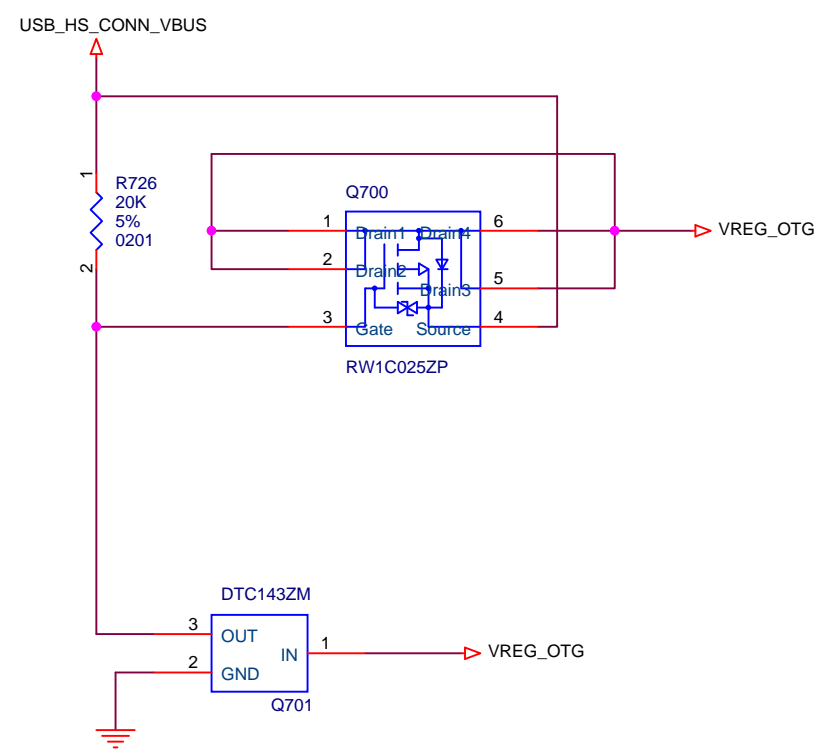 USB_HS_CONN_VBUS
1
R726
20K
5%
0201
2
Q700
1
Drain1
Drain4
6
VREG_OTG
2
Drain2
Drain3
5
3
Gate
Source
4
RW1C025ZP
DTC143ZM
3
OUT
IN
1
VREG_OTG
2
GND
Q701